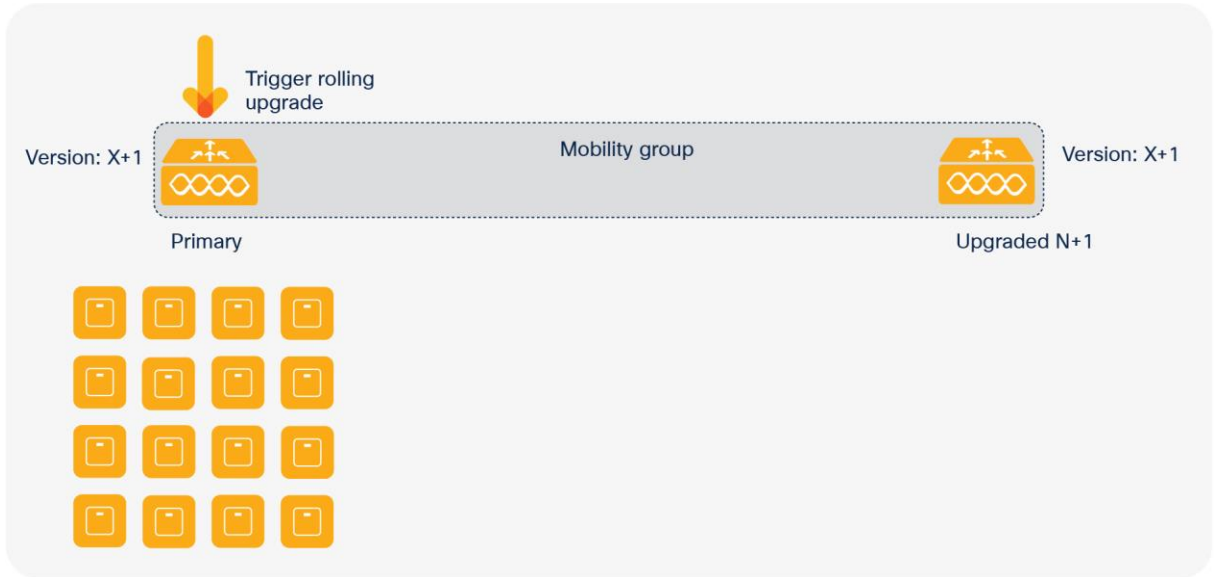 Trigger rolling
upgrade
Version: X+1
Mobility group
Version: X+1
Primary
Upgraded N+1